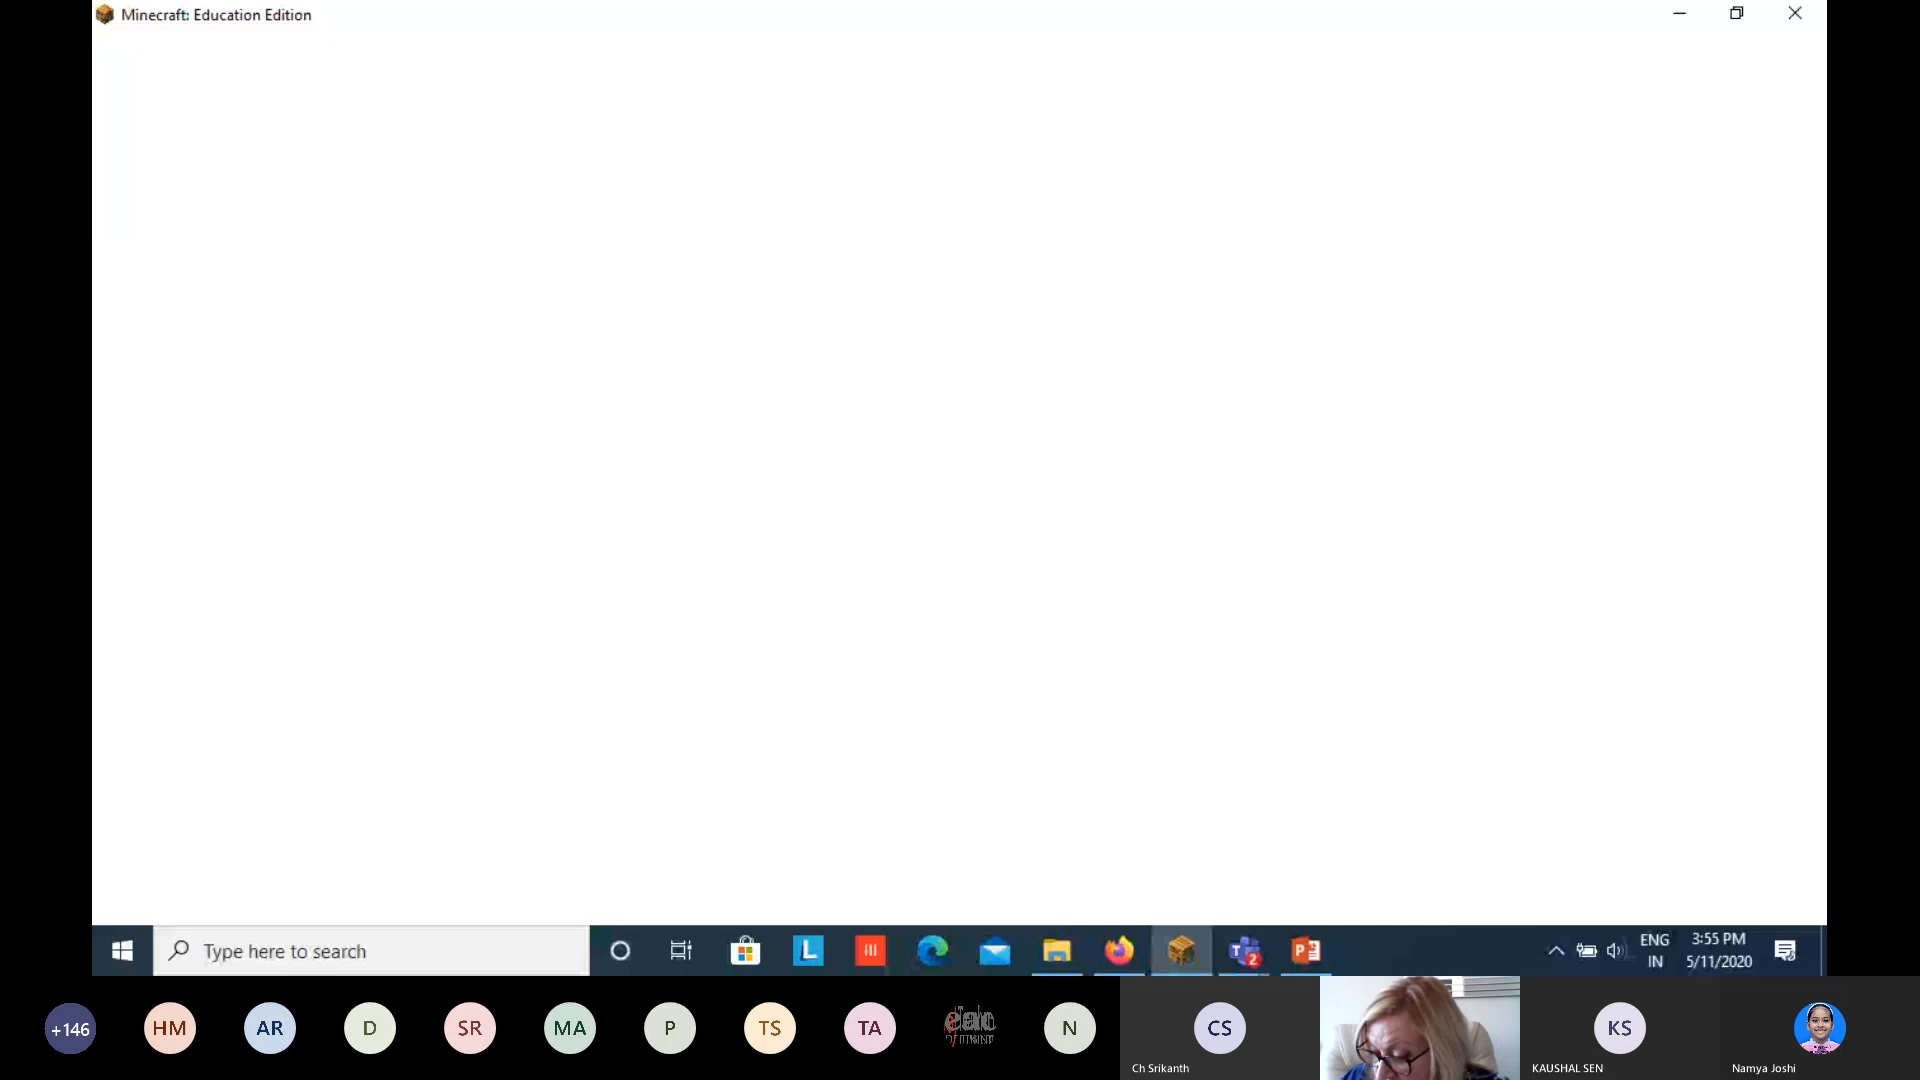 Minecraft: Education Edition
Type here to search
ENG
IN
3:55 PM
5/11/2020
2
+146
HM
AR
D
SR
MA
P
TS
TA
N
CS
Ch Srikanth
KS
KAUSHAL SEN
Namya Joshi